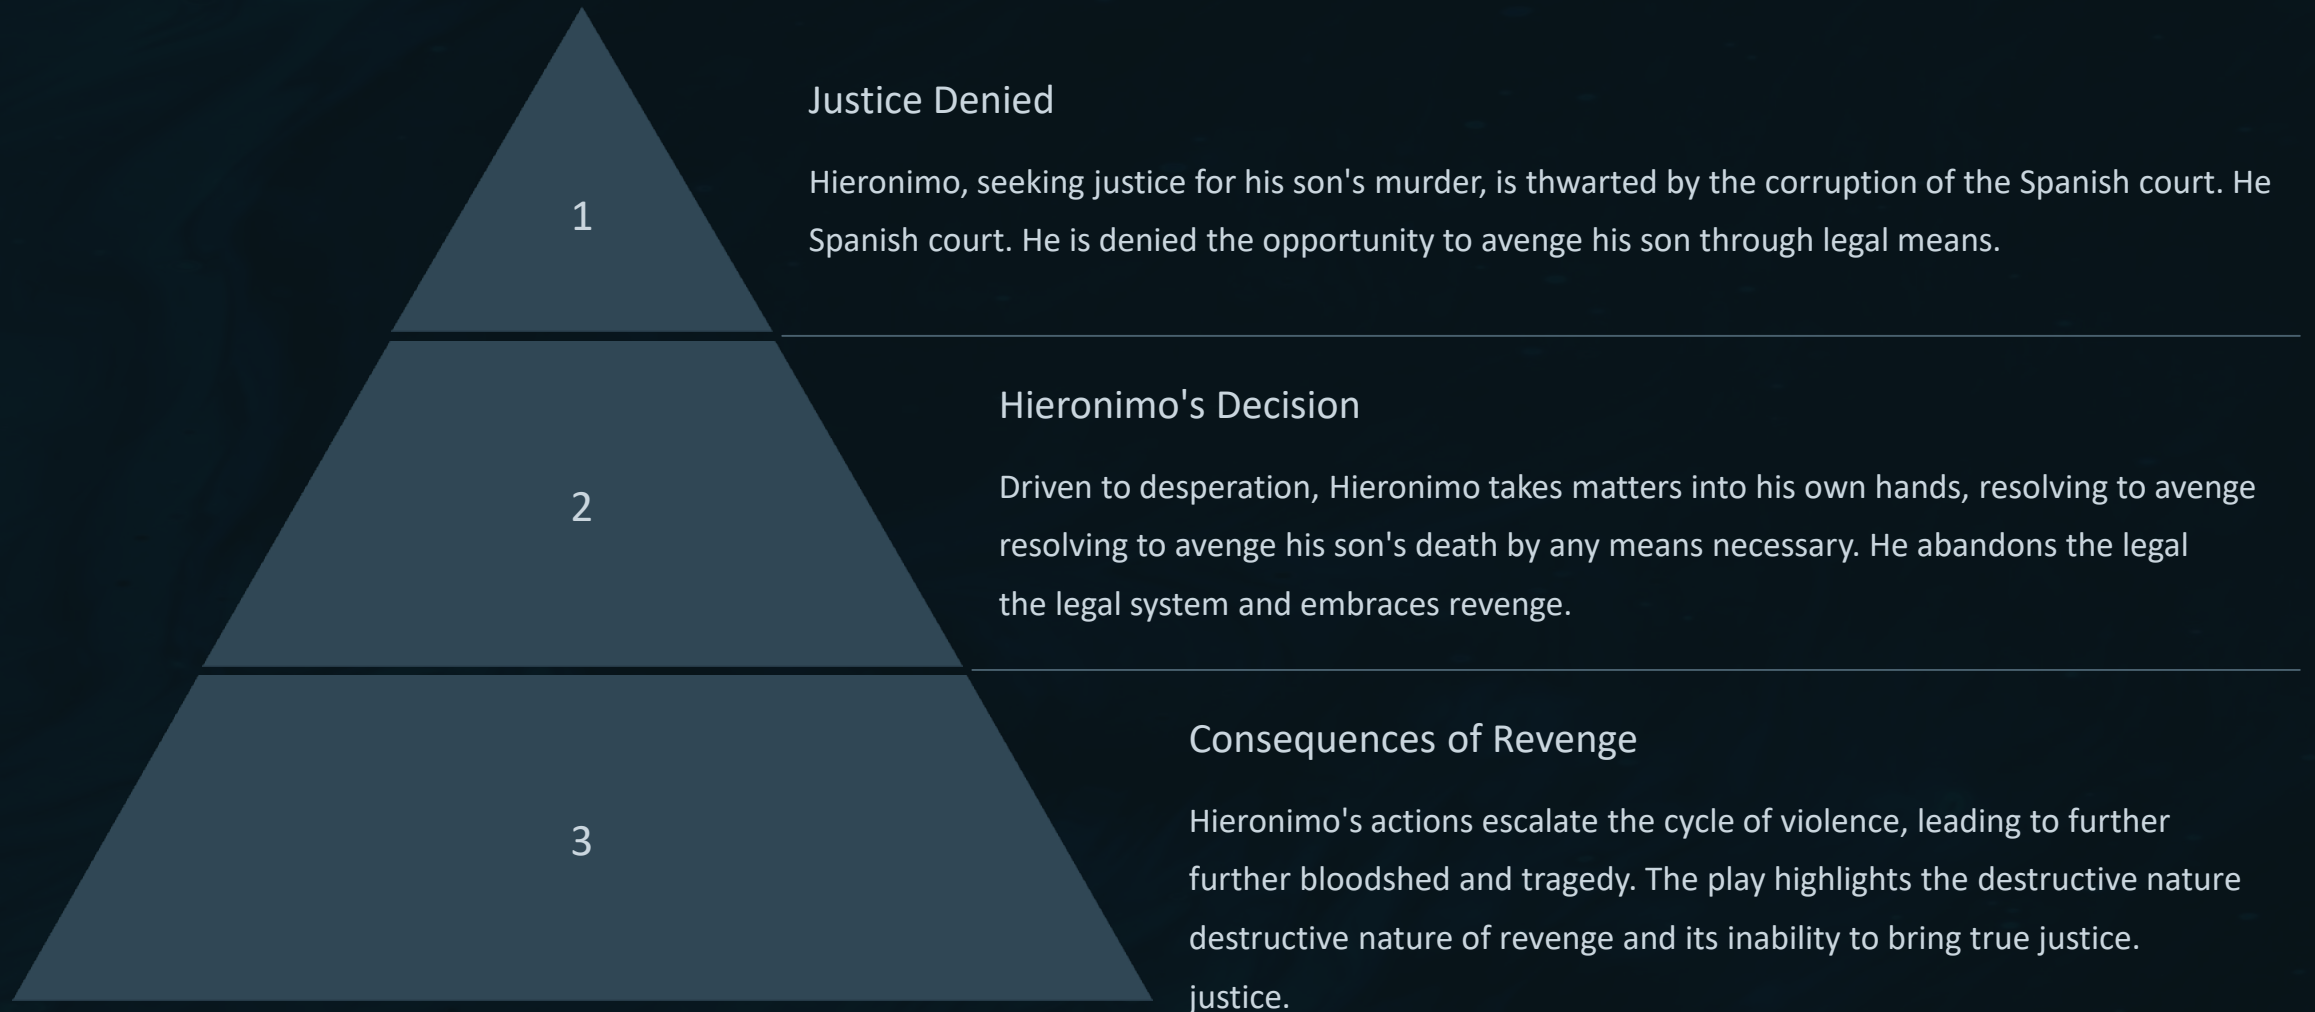 Justice Denied
Hieronimo, seeking justice for his son's murder, is thwarted by the corruption of the Spanish court. He
Spanish court. He is denied the opportunity to avenge his son through legal means.
1
Hieronimo's Decision
Driven to desperation, Hieronimo takes matters into his own hands, resolving to avenge
resolving to avenge his son's death by any means necessary. He abandons the legal
the legal system and embraces revenge.
2
Consequences of Revenge
Hieronimo's actions escalate the cycle of violence, leading to further
further bloodshed and tragedy. The play highlights the destructive nature
destructive nature of revenge and its inability to bring true justice.
justice.
3